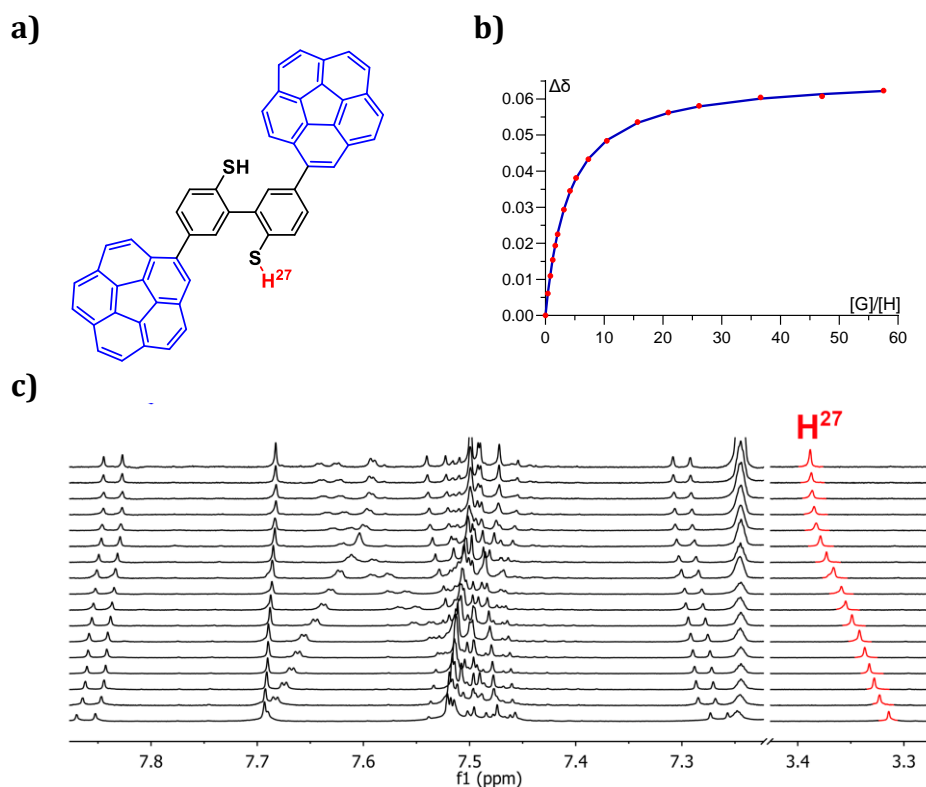 a)
SH
S
H27
b)
Δδ
0.06
0.05
0.04
0.03
0.02
0.01
0.00
[G]/[H]
0 10 20 30 40 50 60
c)
H27
7.8 7.7 7.6 7.5 7.4 7.3 3.4 3.3
f1 (ppm)